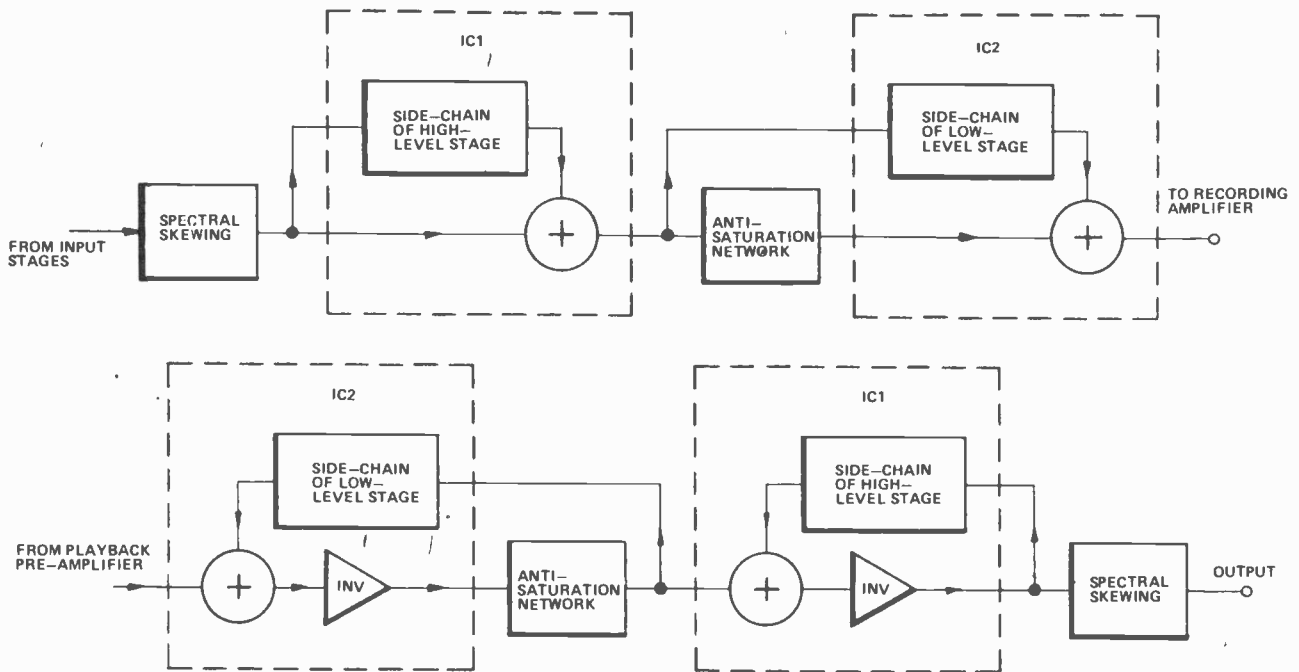 IC1
SIDE–CHAIN
OF HIGH–
LEVEL STAGE
IC2
SIDE–CHAIN
OF LOW–
LEVEL STAGE
SPECTRAL
SKEWING
FROM INPUT
STAGES
+
ANTI–
SATURATION
NETWORK
+
TO RECORDING
AMPLIFIER
IC2
SIDE–CHAIN
OF LOW–
LEVEL STAGE
IC1
SIDE–CHAIN
OF HIGH–
LEVEL STAGE
FROM PLAYBACK
PRE–AMPLIFIER
+
INV
ANTI–
SATURATION
NETWORK
+
INV
SPECTRAL
SKEWING
OUTPUT